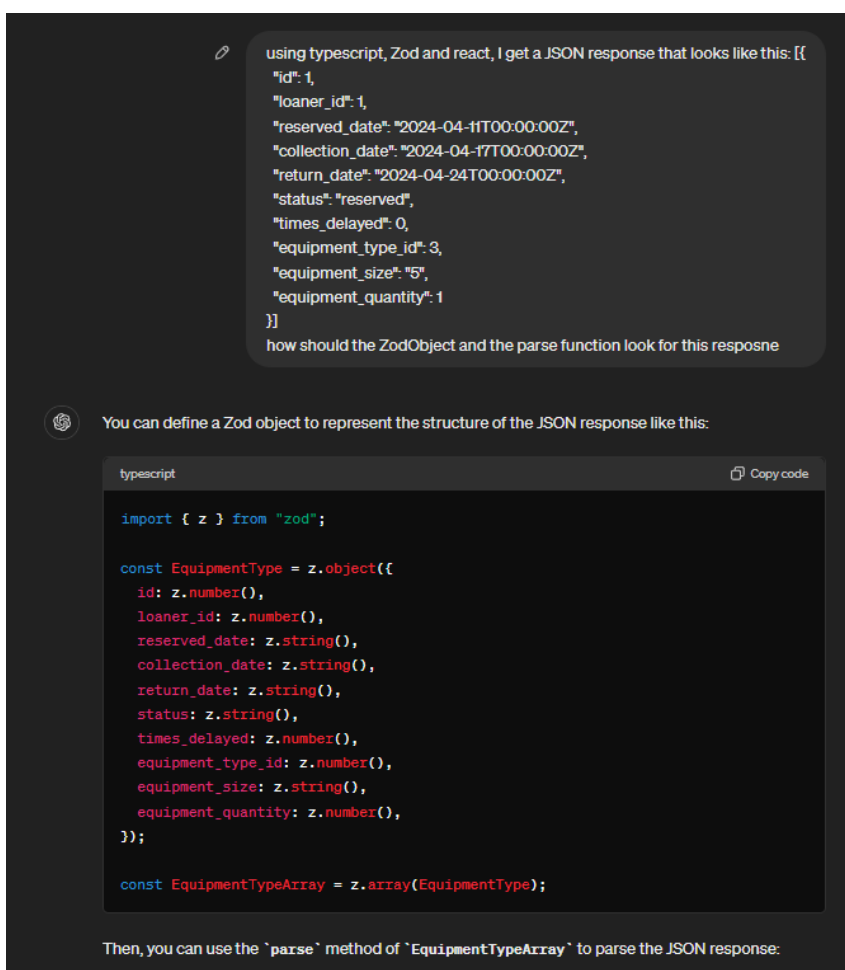 using typescript, Zod and react, I get a JSON response that looks like this: [{
"id": 1,
"loaner_id": 1,
"reserved_date": "2024-04-11T00:00:00Z",
"collection_date": "2024-04-17T00:00:00Z",
"return_date": "2024-04-24T00:00:00Z",
"status": "reserved",
"times_delayed": 0,
"equipment_type_id": 3,
"equipment_size": "5",
"equipment_quantity": 1
}]
how should the ZodObject and the parse function look for this resposne
You can define a Zod object to represent the structure of the JSON response like this:
typescript Copy code
import { z } from "zod";
const EquipmentType = z.object({
id: z.number(),
loaner_id: z.number(),
reserved_date: z.string(),
collection_date: z.string(),
return_date: z.string(),
status: z.string(),
times_delayed: z.number(),
equipment_type_id: z.number(),
equipment_size: z.string(),
equipment_quantity: z.number(),
});
const EquipmentTypeArray = z.array(EquipmentType);
Then, you can use the `parse` method of `EquipmentTypeArray` to parse the JSON response: